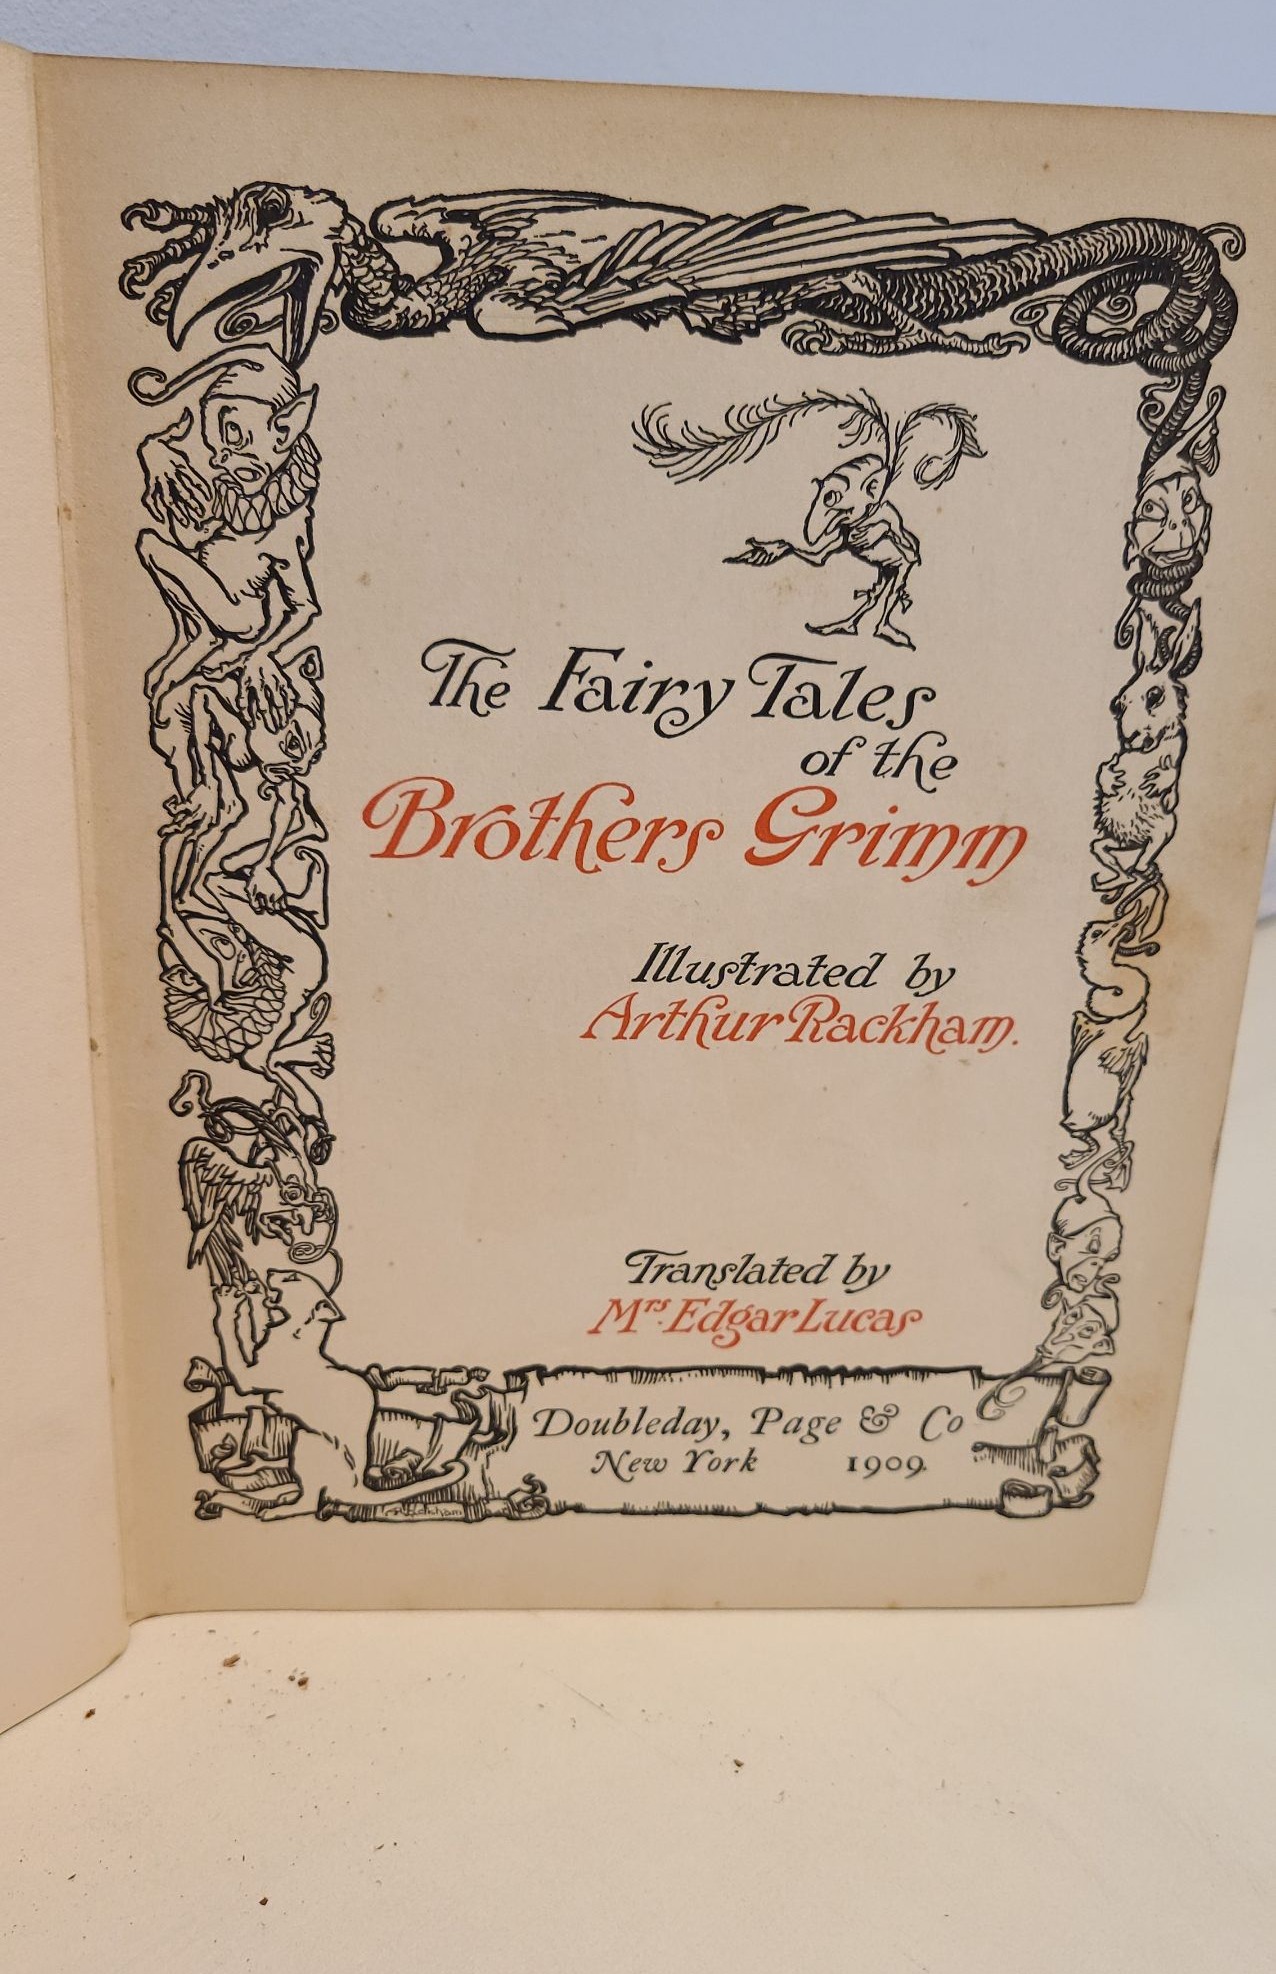 The Fairy Tales
of the
Brothers Grimm
Illustrated by
Arthur Rackham.
Translated by
Mrs. Edgar Lucas
Doubleday, Page & Co
New York 1909.
ARackham